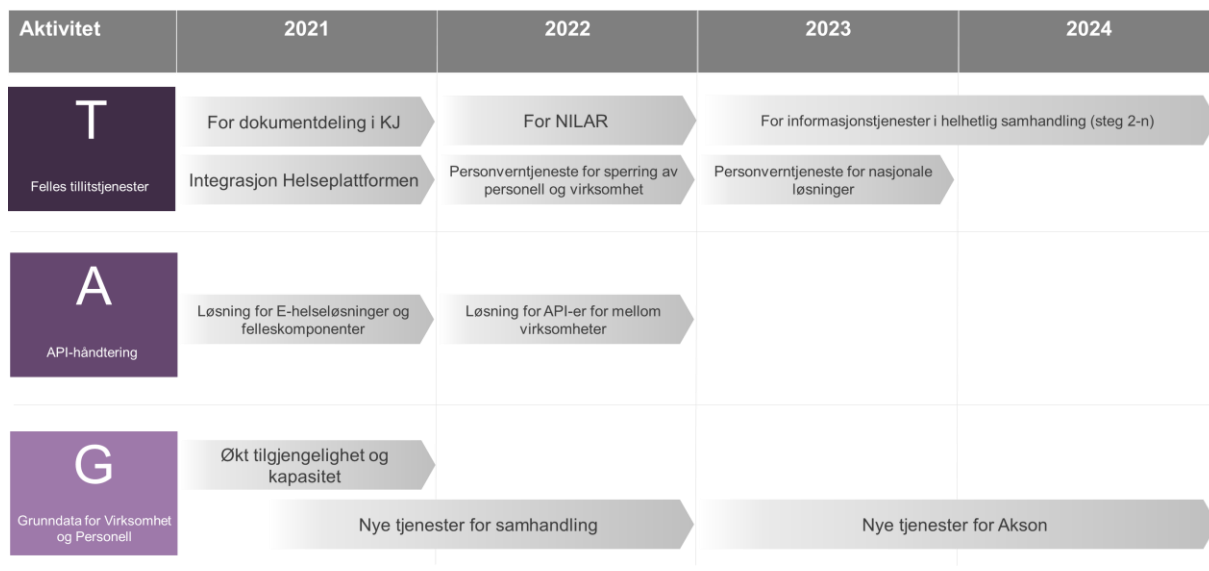 Aktivitet
2021
2022
2023
2024
T
Felles tillitstjenester
For dokumentdeling i KJ
For NILAR
For informasjonstjenester i helhetlig samhandling (steg 2-n)
Integrasjon Helseplattformen
Personverntjeneste for sperring av
personell og virksomhet
Personverntjeneste for nasjonale
løsninger
A
API-håndtering
Løsning for E-helseløsninger og
felleskomponenter
Løsning for API-er for mellom
virksomheter
G
Grunndata for Virksomhet
og Personell
Økt tilgjengelighet og
kapasitet
Nye tjenester for samhandling
Nye tjenester for Akson